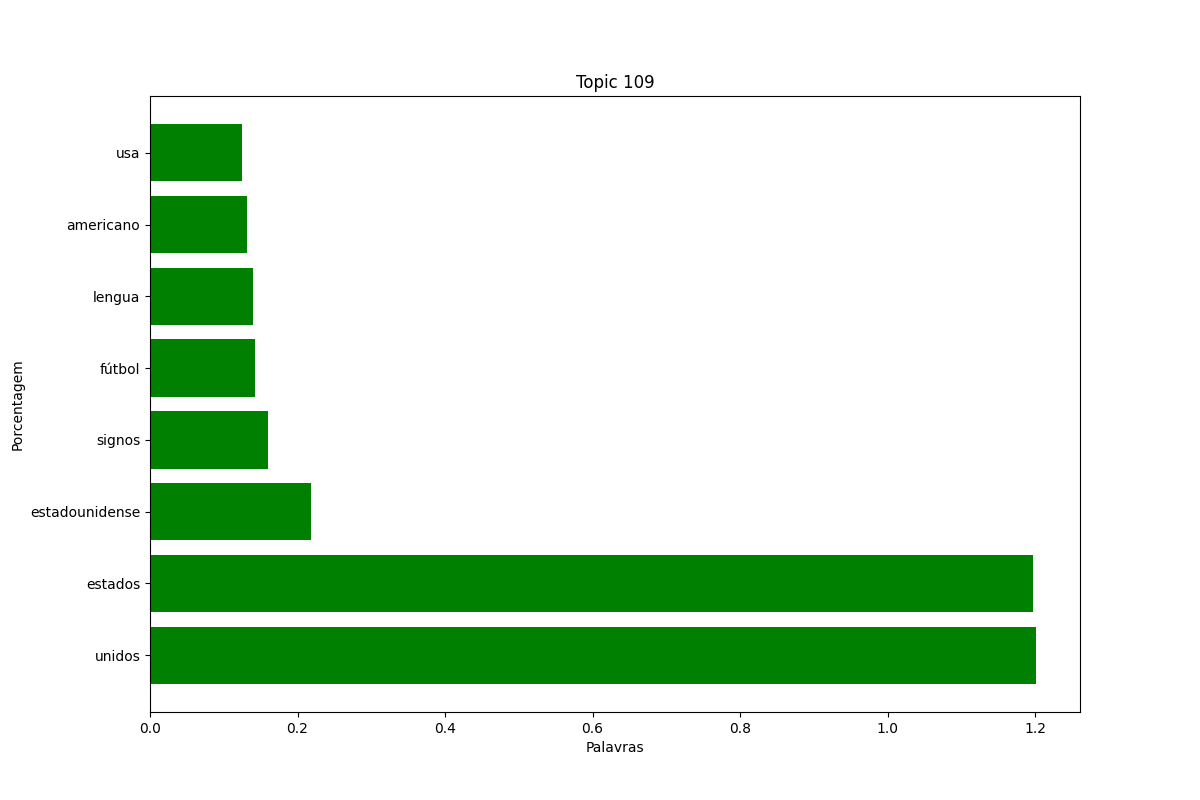 Topic 109
usa
americano
lengua
fútbol
signos
estadounidense
estados
unidos
Porcentagem
0.0 0.2 0.4 0.6 0.8 1.0 1.2
Palavras